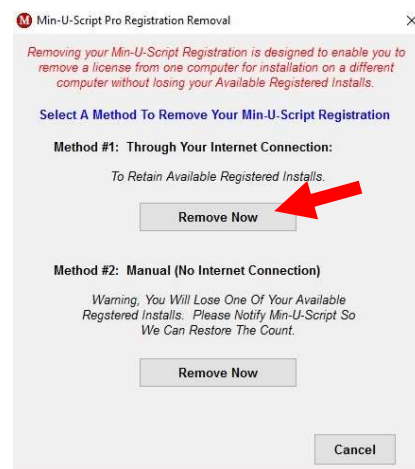 M Min-U-Script Pro Registration Removal
Removing your Min-U-Script Registration is designed to enable you to
remove a license from one computer for installation on a different
computer without losing your Available Registered Installs.
Select A Method To Remove Your Min-U-Script Registration
Method #1: Through Your Internet Connection:
To Retain Available Registered Installs.
Remove Now
Method #2: Manual (No Internet Connection)
Warning, You Will Lose One Of Your Available
Regstered Installs. Please Notify Min-U-Script So
We Can Restore The Count.
Remove Now
Cancel